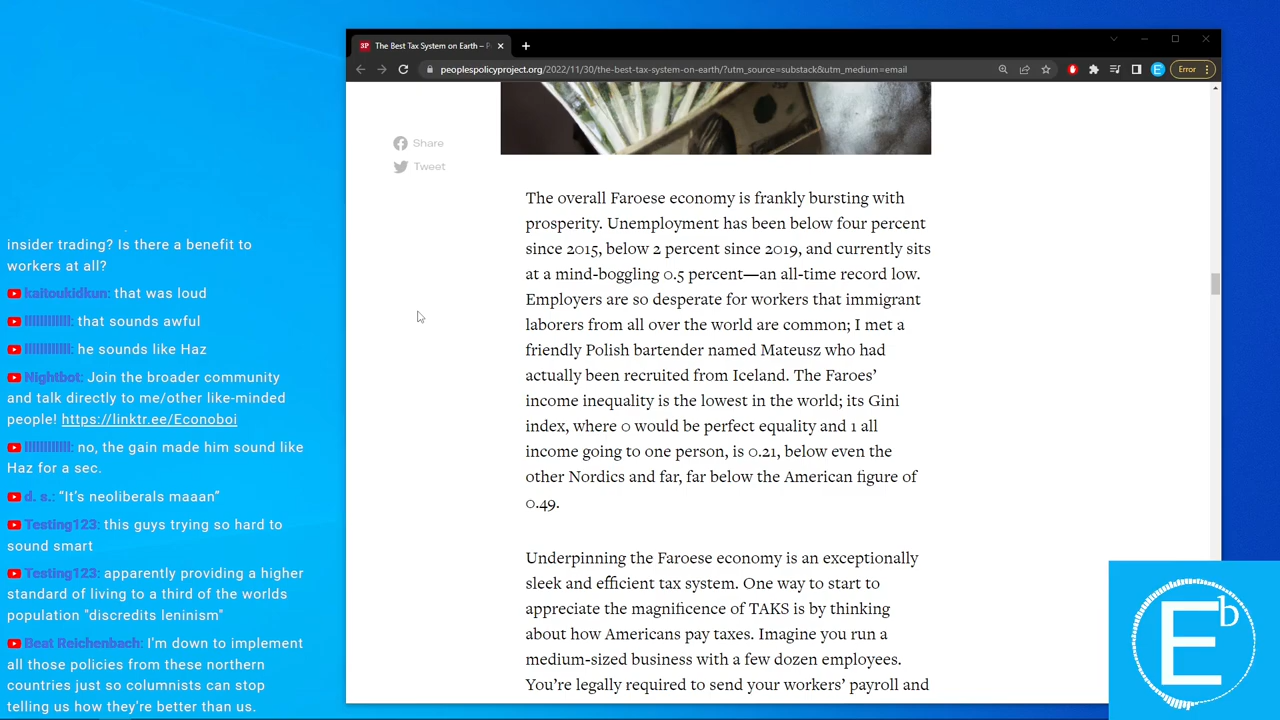 insider trading? Is there a benefit to
workers at all?
kaitoukidkun: that was loud
llllllllllll: that sounds awful
llllllllllll: he sounds like Haz
Nightbot: Join the broader community
and talk directly to me/other like-minded
people! https://linktr.ee/Econoboi
llllllllllll: no, the gain made him sound like
Haz for a sec.
d. s.: “It’s neoliberals maaan”
Testing123: this guys trying so hard to
sound smart
Testing123: apparently providing a higher
standard of living to a third of the worlds
population "discredits leninism"
Beat Reichenbach: I'm down to implement
all those policies from these northern
countries just so columnists can stop
telling us how they're better than us.
3P
The Best Tax System on Earth – P
peoplespolicyproject.org/2022/11/30/the-best-tax-system-on-earth/?utm_source=substack&utm_medium=email
E
Error
Share
Tweet
The overall Faroese economy is frankly bursting with
prosperity. Unemployment has been below four percent
since 2015, below 2 percent since 2019, and currently sits
at a mind-boggling 0.5 percent—an all-time record low.
Employers are so desperate for workers that immigrant
laborers from all over the world are common; I met a
friendly Polish bartender named Mateusz who had
actually been recruited from Iceland. The Faroes’
income inequality is the lowest in the world; its Gini
index, where 0 would be perfect equality and 1 all
income going to one person, is 0.21, below even the
other Nordics and far, far below the American figure of
0.49.
Underpinning the Faroese economy is an exceptionally
sleek and efficient tax system. One way to start to
appreciate the magnificence of TAKS is by thinking
about how Americans pay taxes. Imagine you run a
medium-sized business with a few dozen employees.
You’re legally required to send your workers’ payroll and
Eb